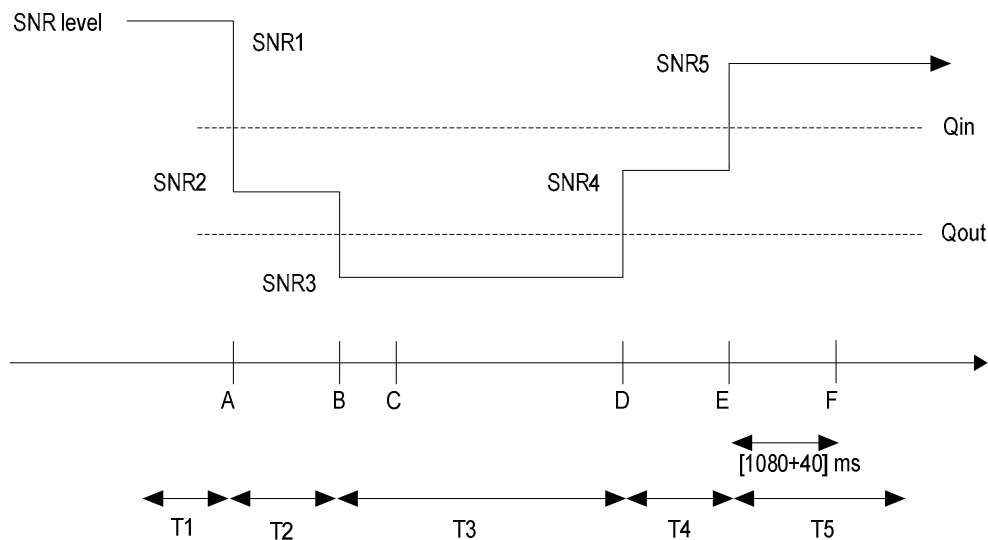 SNR level
SNR1
SNR5
Qin
SNR2
SNR4
Qout
SNR3
A B C D E F
[1080+40] ms
T1 T2 T3 T4 T5